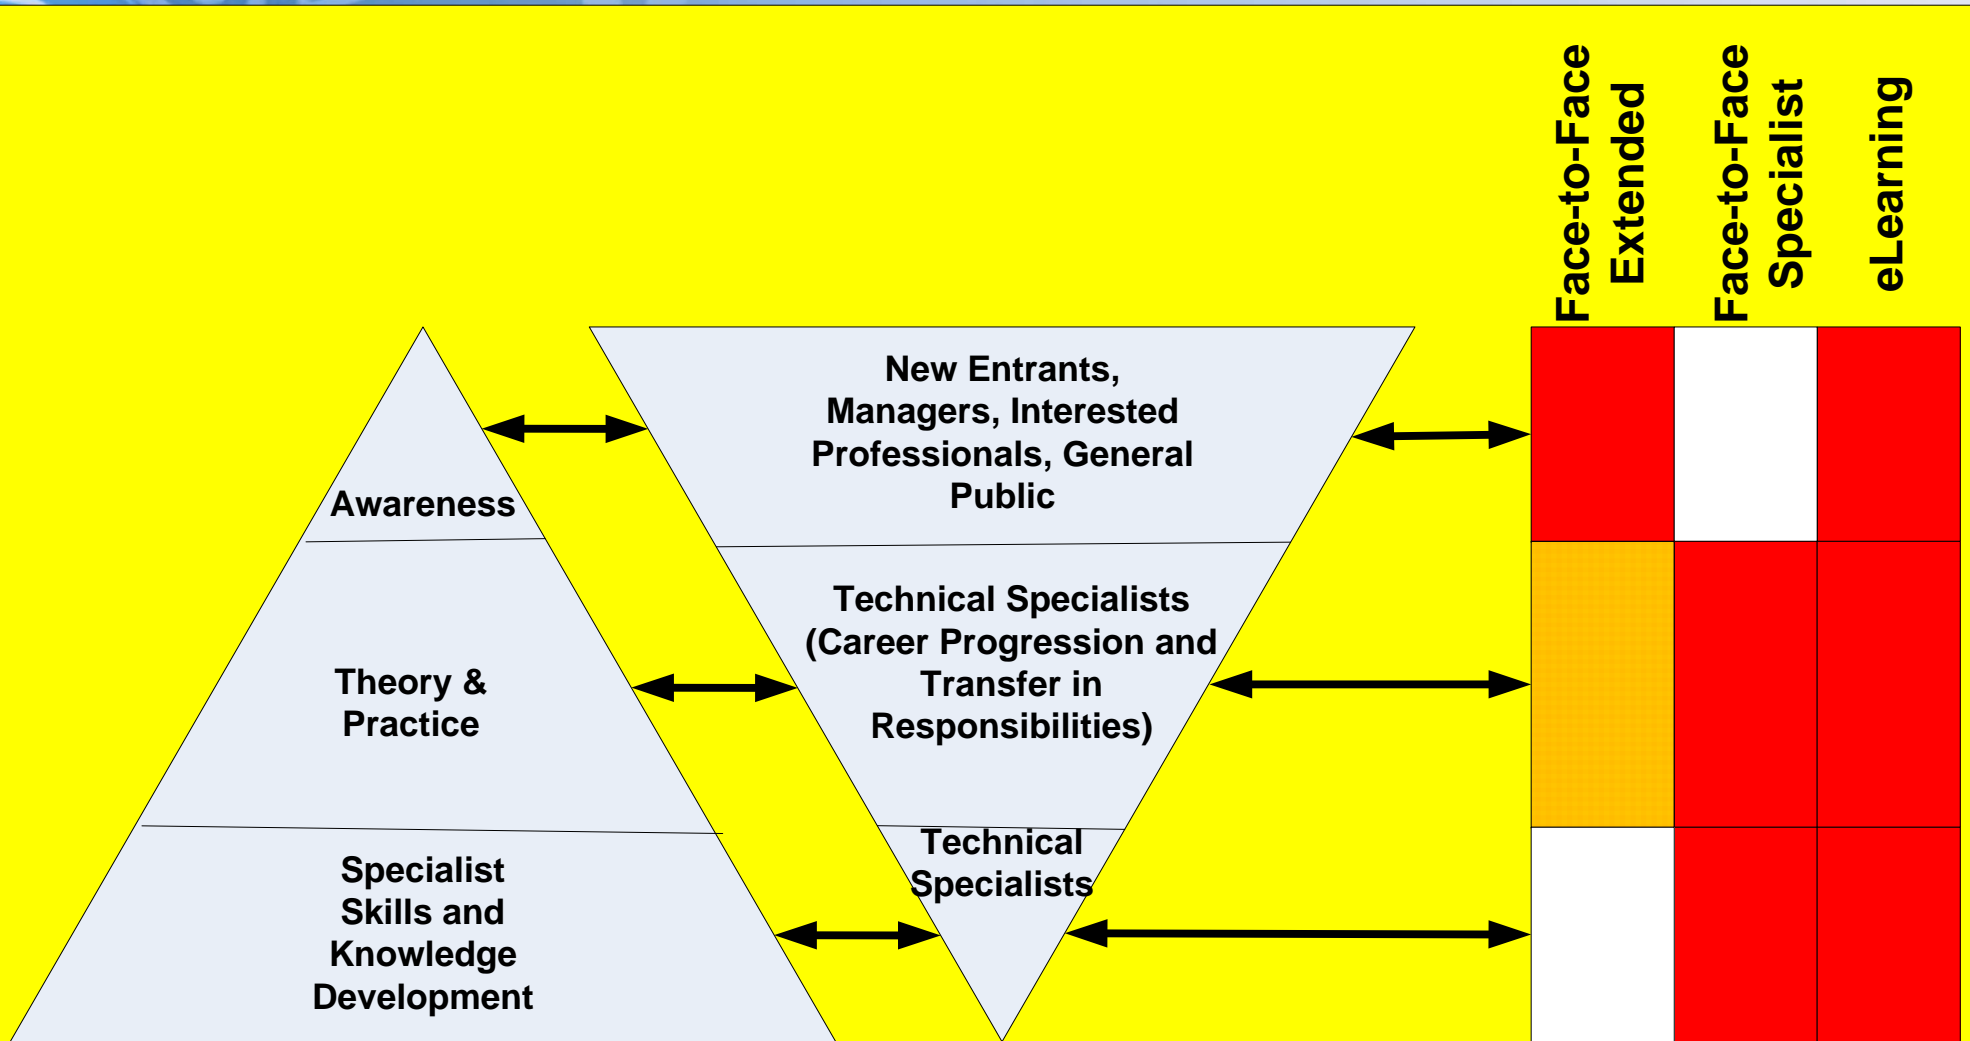 Face-to-Face
Extended
Face-to-Face
Specialist
eLearning
New Entrants,
Managers, Interested
Professionals, General
Public
Awareness
Technical Specialists
(Career Progression and
Transfer in
Responsibilities)
Theory &
Practice
Technical
Specialists
Specialist
Skills and
Knowledge
Development